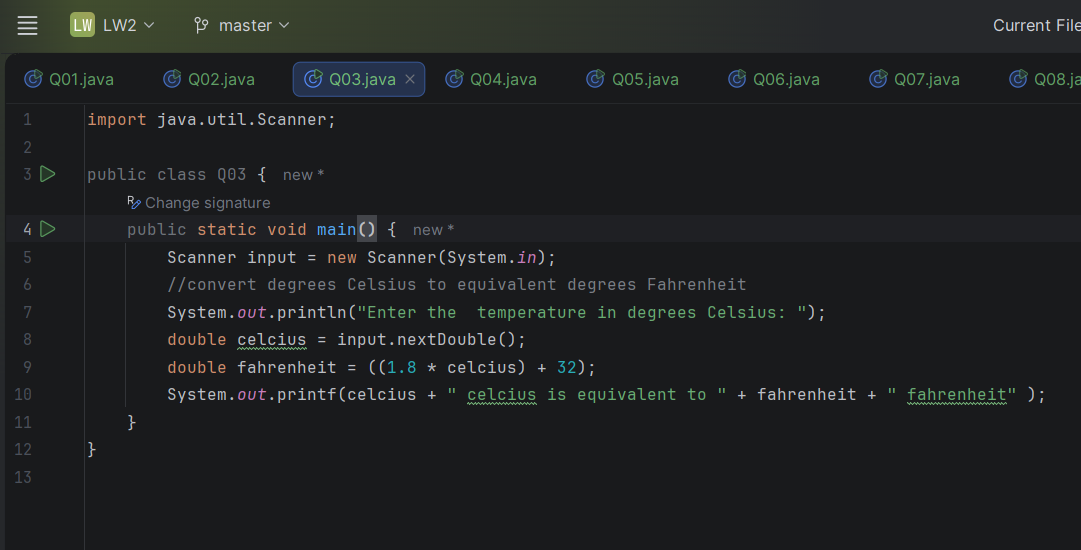 LW LW2 master Current File
Q01.java Q02.java Q03.java Q04.java Q05.java Q06.java Q07.java Q08.ja
1 import java.util.Scanner;
2
3 public class Q03 { new *
Change signature
4 public static void main() { new *
5 Scanner input = new Scanner(System.in);
6 //convert degrees Celsius to equivalent degrees Fahrenheit
7 System.out.println("Enter the  temperature in degrees Celsius: ");
8 double celcius = input.nextDouble();
9 double fahrenheit = ((1.8 * celcius) + 32);
10 System.out.printf(celcius + " celcius is equivalent to " + fahrenheit + " fahrenheit" );
11 }
12 }
13